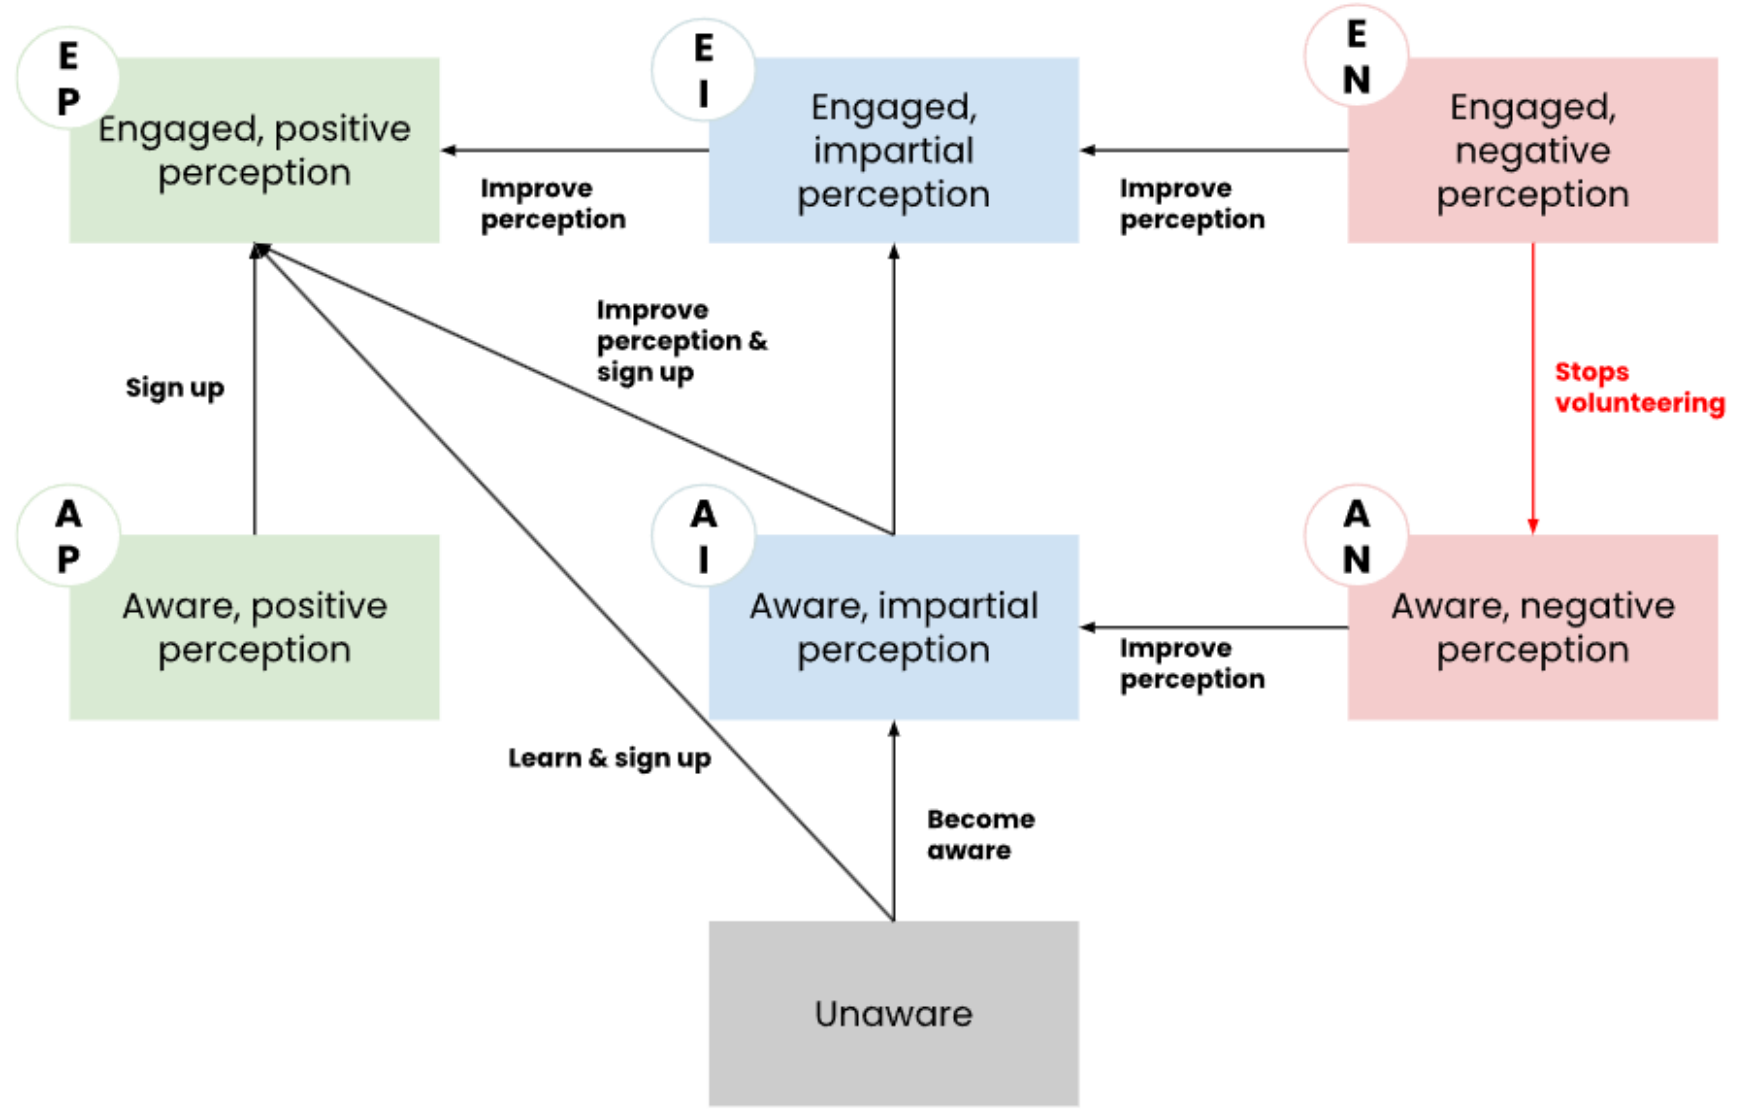 E
P
Engaged, positive
perception
E
I
Engaged,
impartial
perception
E
N
Engaged,
negative
perception
Improve
perception
Improve
perception
Improve
perception &
sign up
Sign up
Stops
volunteering
A
P
Aware, positive
perception
A
I
Aware, impartial
perception
A
N
Aware, negative
perception
Improve
perception
Learn & sign up
Become
aware
Unaware